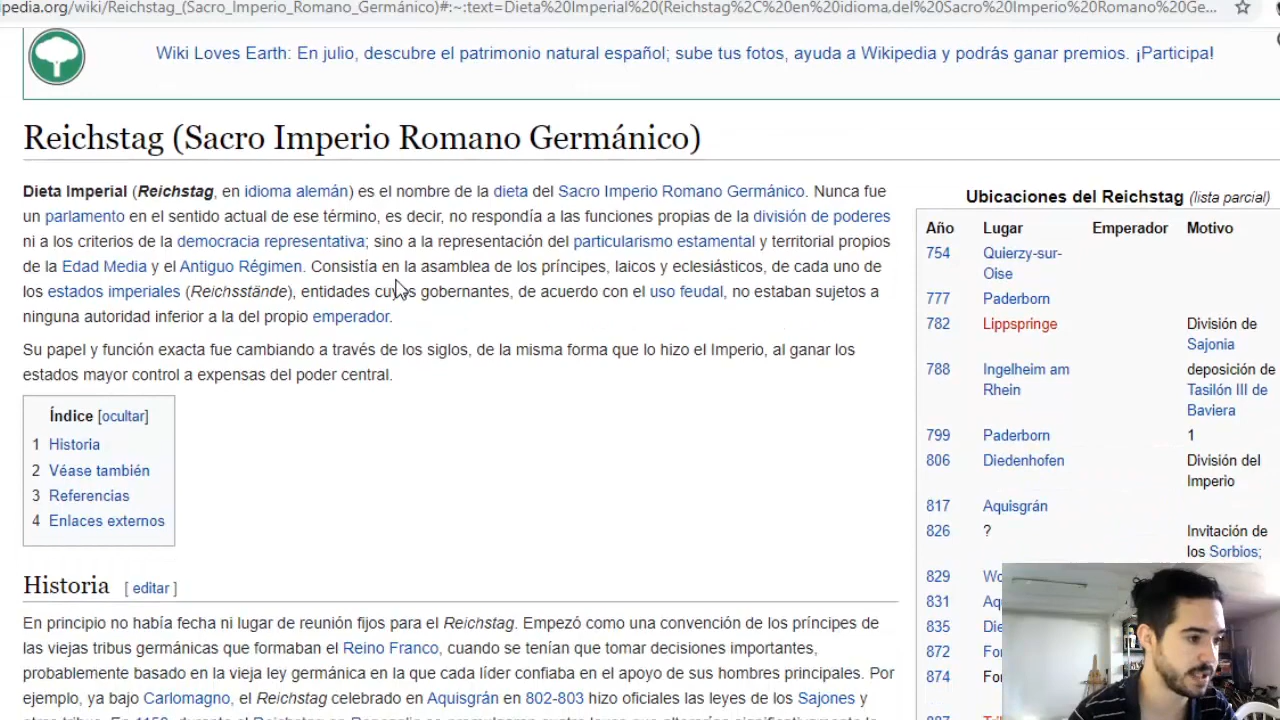 pedia.org/wiki/Reichstag_(Sacro_Imperio_Romano_Germánico)#:~:text=Dieta%20Imperial%20(Reichstag%2C%20en%20idioma,del%20Sacro%20Imperio%20Romano%20Ge...
Wiki Loves Earth: En julio, descubre el patrimonio natural español; sube tus fotos, ayuda a Wikipedia y podrás ganar premios. ¡Participa!
Reichstag (Sacro Imperio Romano Germánico)
Dieta Imperial (Reichstag, en idioma alemán) es el nombre de la dieta del Sacro Imperio Romano Germánico. Nunca fue
un parlamento en el sentido actual de ese término, es decir, no respondía a las funciones propias de la división de poderes
ni a los criterios de la democracia representativa; sino a la representación del particularismo estamental y territorial propios
de la Edad Media y el Antiguo Régimen. Consistía en la asamblea de los príncipes, laicos y eclesiásticos, de cada uno de
los estados imperiales (Reichsstände), entidades cuyos gobernantes, de acuerdo con el uso feudal, no estaban sujetos a
ninguna autoridad inferior a la del propio emperador.
Su papel y función exacta fue cambiando a través de los siglos, de la misma forma que lo hizo el Imperio, al ganar los
estados mayor control a expensas del poder central.
Índice [ocultar]
1 Historia
2 Véase también
3 Referencias
4 Enlaces externos
Historia [ editar ]
En principio no había fecha ni lugar de reunión fijos para el Reichstag. Empezó como una convención de los príncipes de
las viejas tribus germánicas que formaban el Reino Franco, cuando se tenían que tomar decisiones importantes,
probablemente basado en la vieja ley germánica en la que cada líder confiaba en el apoyo de sus hombres principales. Por
ejemplo, ya bajo Carlomagno, el Reichstag celebrado en Aquisgrán en 802-803 hizo oficiales las leyes de los Sajones y
Ubicaciones del Reichstag (lista parcial)
Año Lugar Emperador Motivo
754 Quierzy-sur-
Oise
777 Paderborn
782 Lippspringe División de
Sajonia
788 Ingelheim am deposición de
Rhein Tasilón III de
Baviera
799 Paderborn 1
806 Diedenhofen División del
Imperio
817 Aquisgrán
826 ? Invitación de
los Sorbios;
829 Wo
831 Aq
835 Die
872 For
874 For